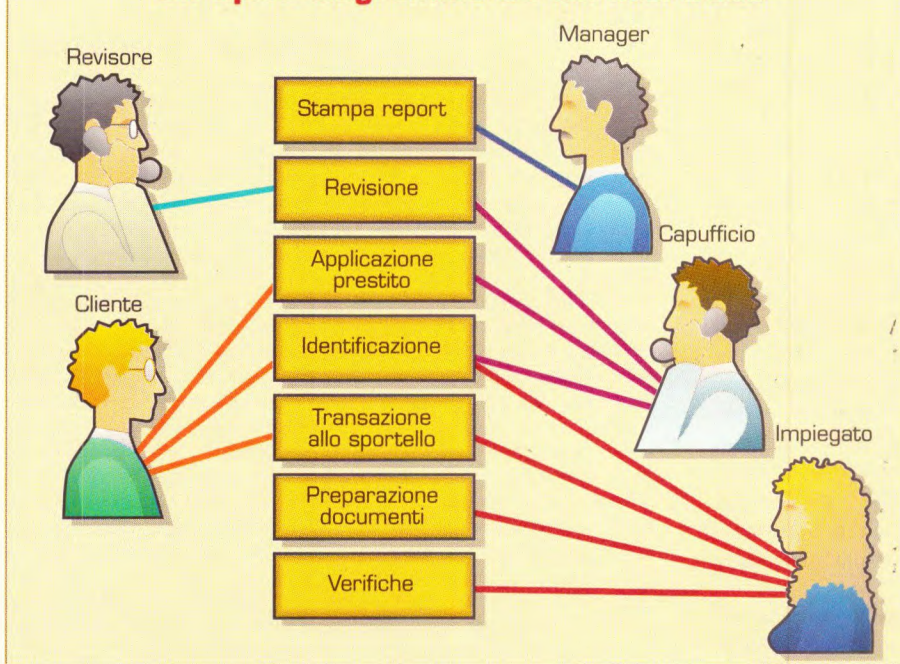 Revisore
Manager
Stampa report
Revisione
Capufficio
Applicazione
prestito
Cliente
Identificazione
Transazione
allo sportello
Impiegato
Preparazione
documenti
Verifiche